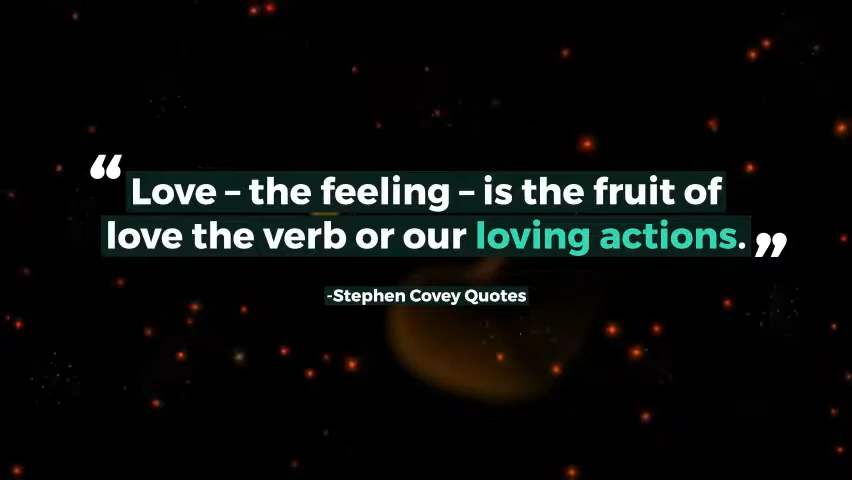 “Love – the feeling – is the fruit of
love the verb or our loving actions.”
-Stephen Covey Quotes